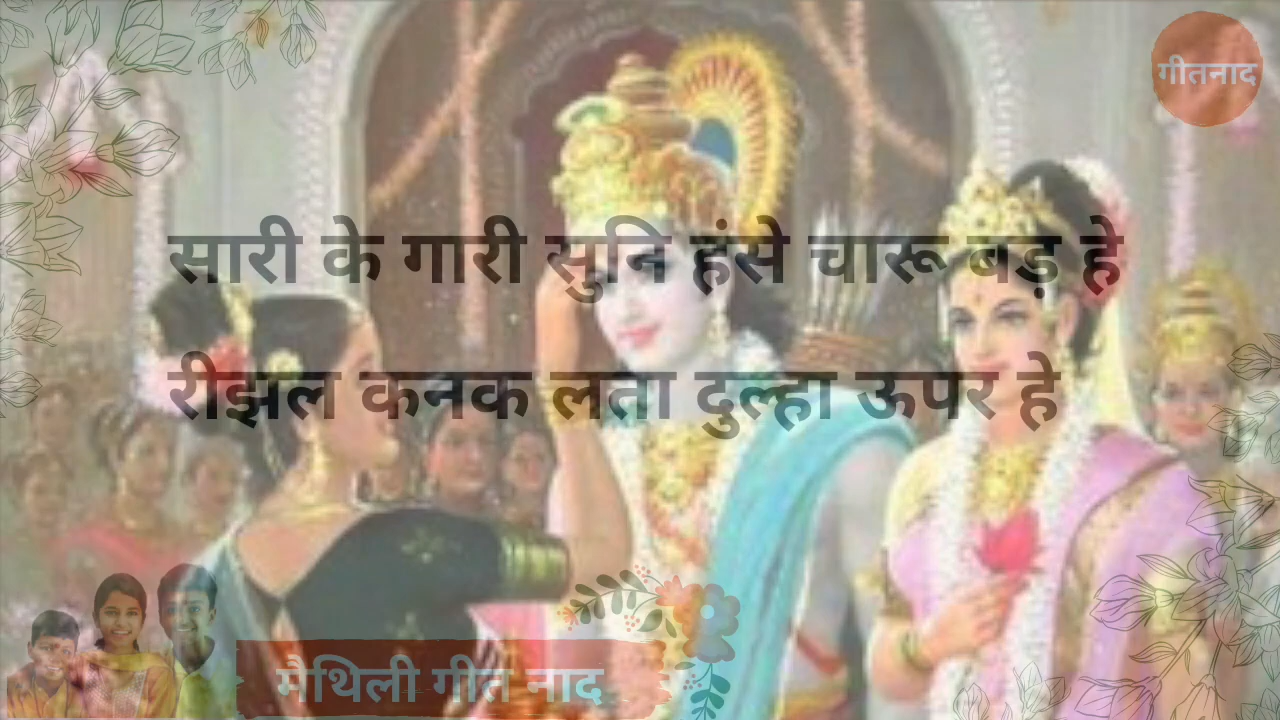 गीतनाद
सारी के गारी सुनि हंसे चारू बड़ हे
रीझल कनक लता दुल्हा ऊपर हे
मैथिली गीत नाद